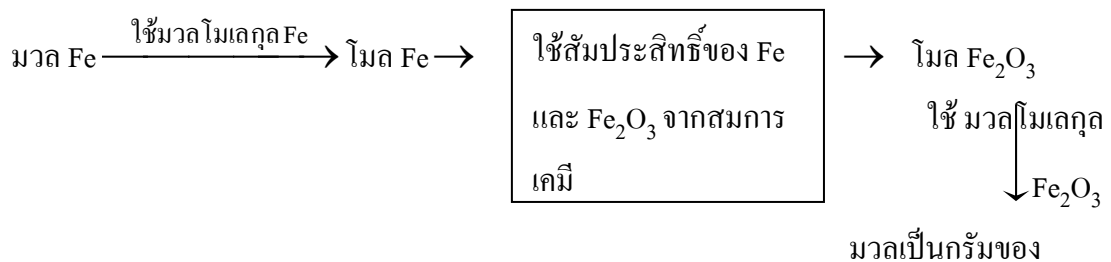 ใช้มวลโมเลกุล Fe
มวล Fe → โมล Fe → ใช้สัมประสิทธิ์ของ Fe → โมล Fe₂O₃
และ Fe₂O₃ จากสมการ
เคมี
ใช้ มวลโมเลกุล
Fe₂O₃
มวลเป็นกรัมของ